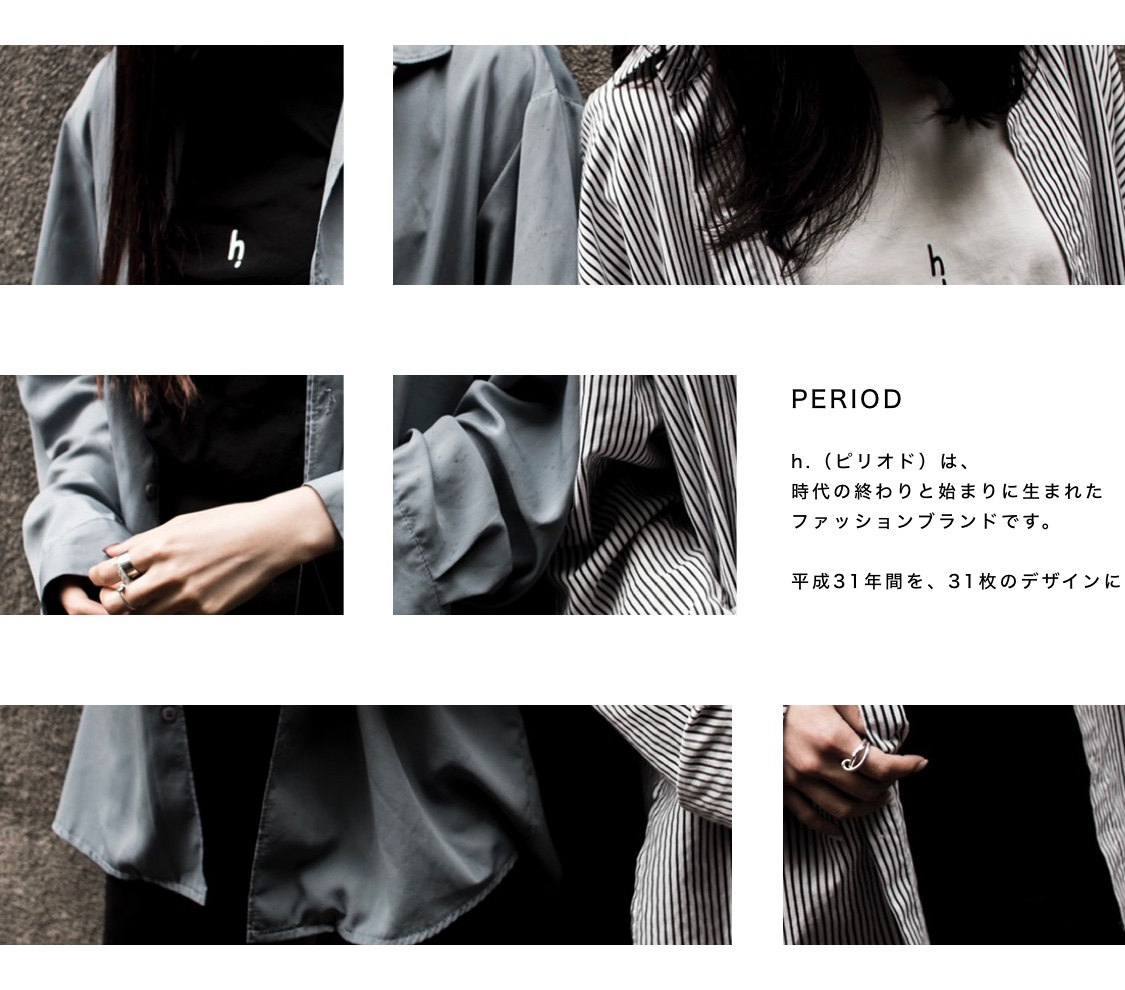 h.
h.
PERIOD
h.（ピリオド）は、
時代の終わりと始まりに生まれた
ファッションブランドです。
平成31年間を、31枚のデザインに